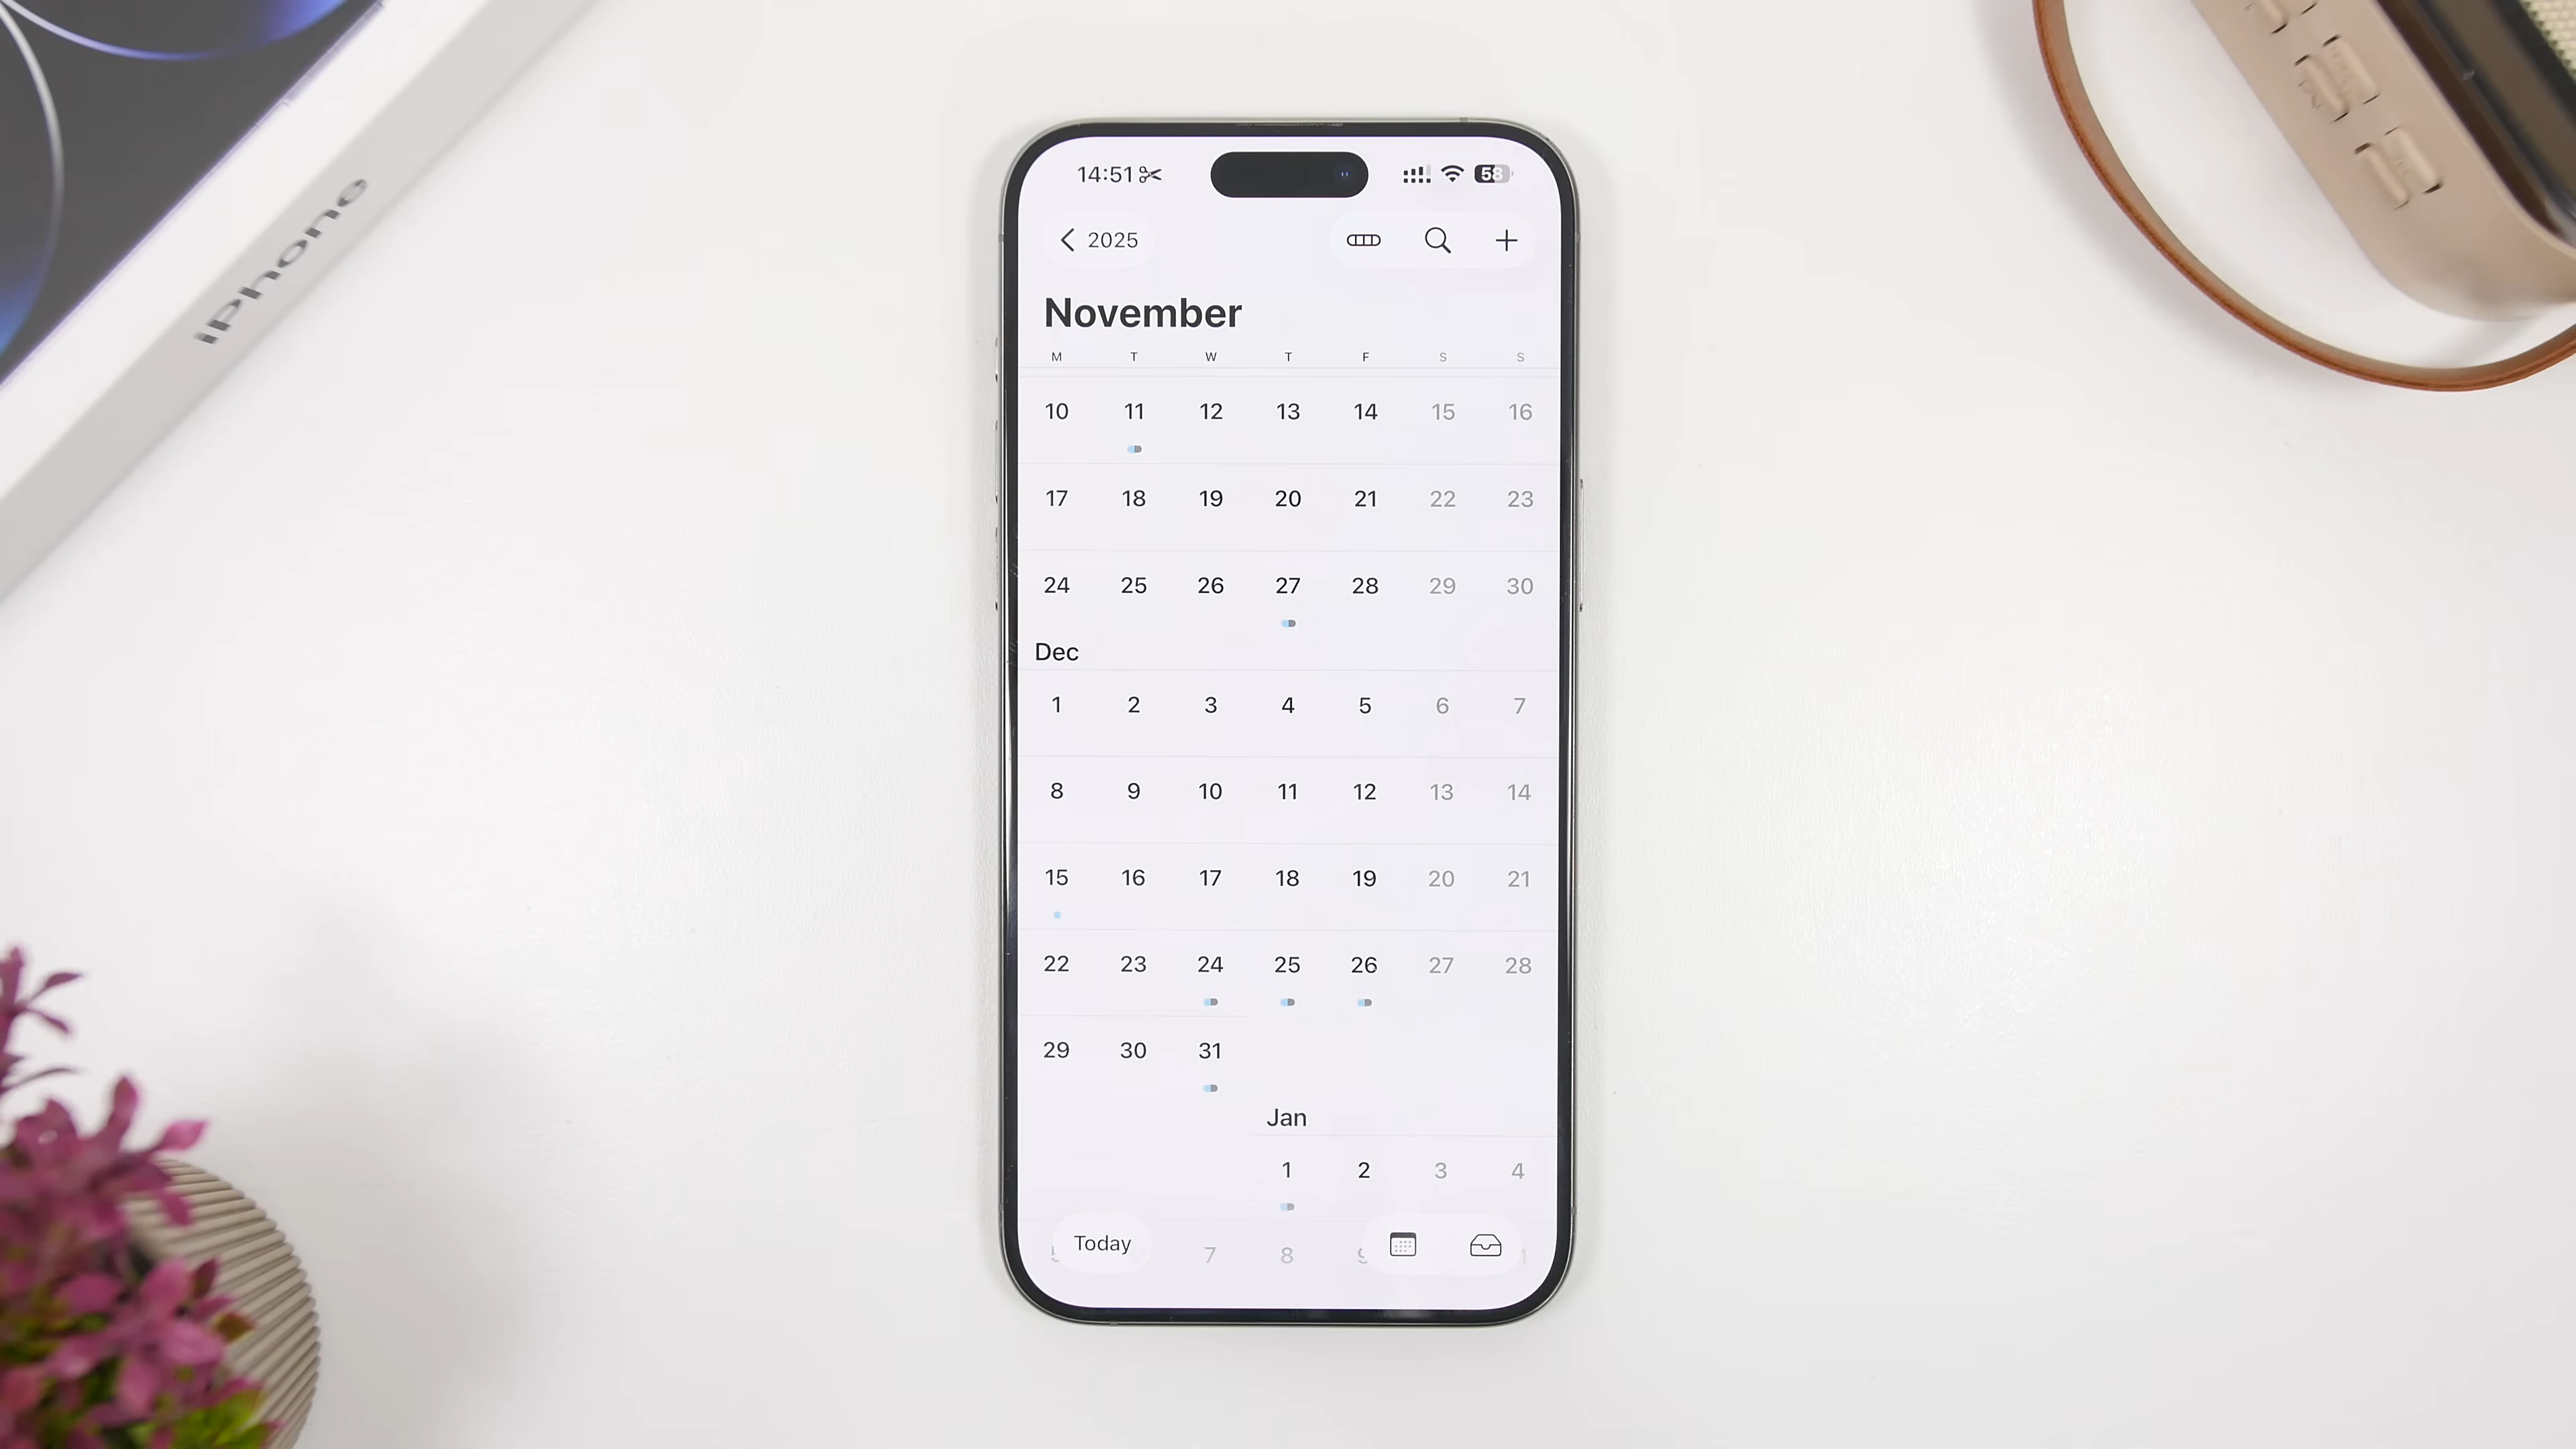 iPhone
14:51 58
2025
November
M T W T F S S
10 11 12 13 14 15 16
17 18 19 20 21 22 23
24 25 26 27 28 29 30
Dec
1 2 3 4 5 6 7
8 9 10 11 12 13 14
15 16 17 18 19 20 21
22 23 24 25 26 27 28
29 30 31
Jan
1 2 3 4
Today 7 8